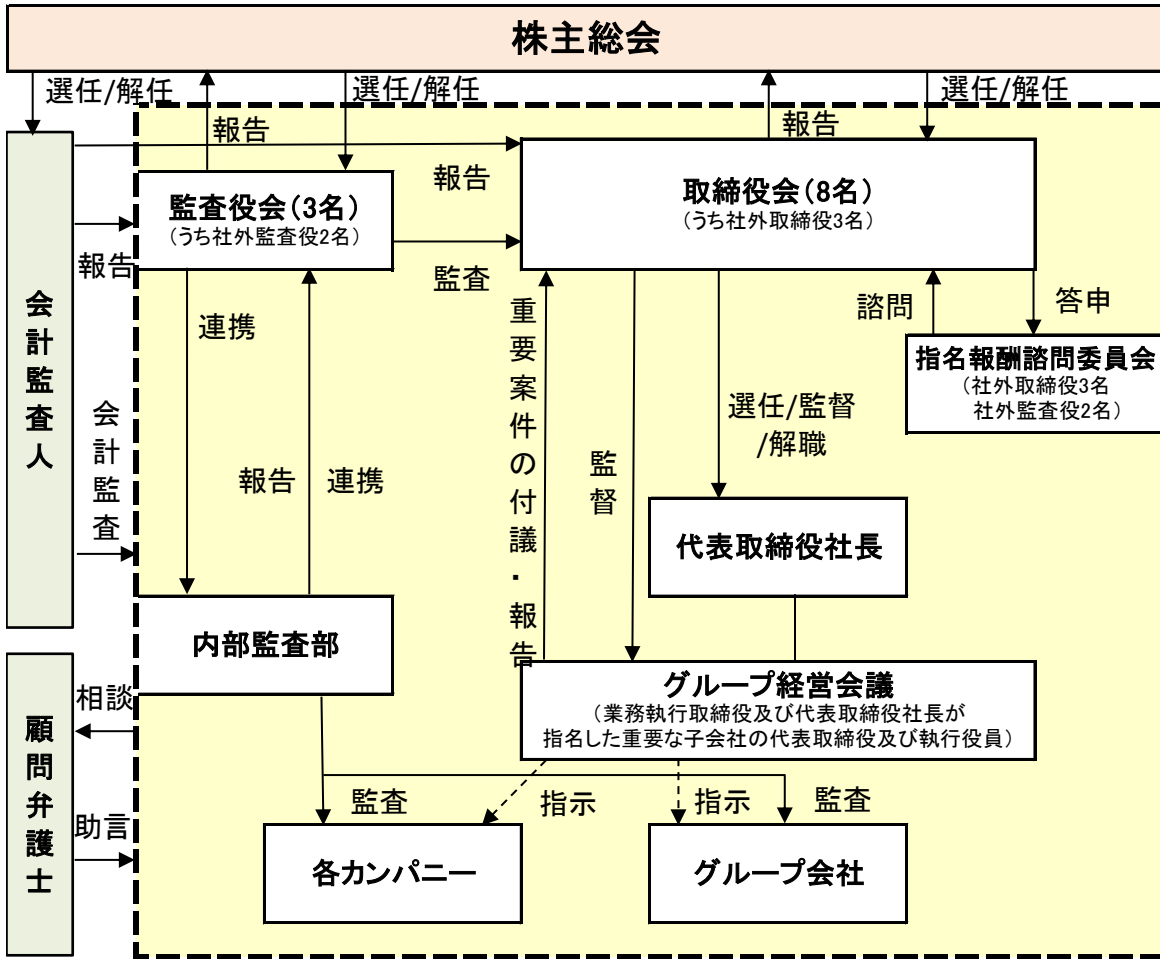 株主総会
選任/解任
選任/解任
選任/解任
報告
報告
報告
監査役会(3名)
(うち社外監査役2名)
取締役会(8名)
(うち社外取締役3名)
報告
監査
会計監査人
連携
重要案件の付議・報告
諮問
答申
指名報酬諮問委員会
(社外取締役3名
社外監査役2名)
会計監査
報告
連携
監督
選任/監督
/解職
代表取締役社長
内部監査部
グループ経営会議
(業務執行取締役及び代表取締役社長が
指名した重要な子会社の代表取締役及び執行役員)
顧問弁護士
相談
助言
監査
指示
指示
監査
各カンパニー
グループ会社